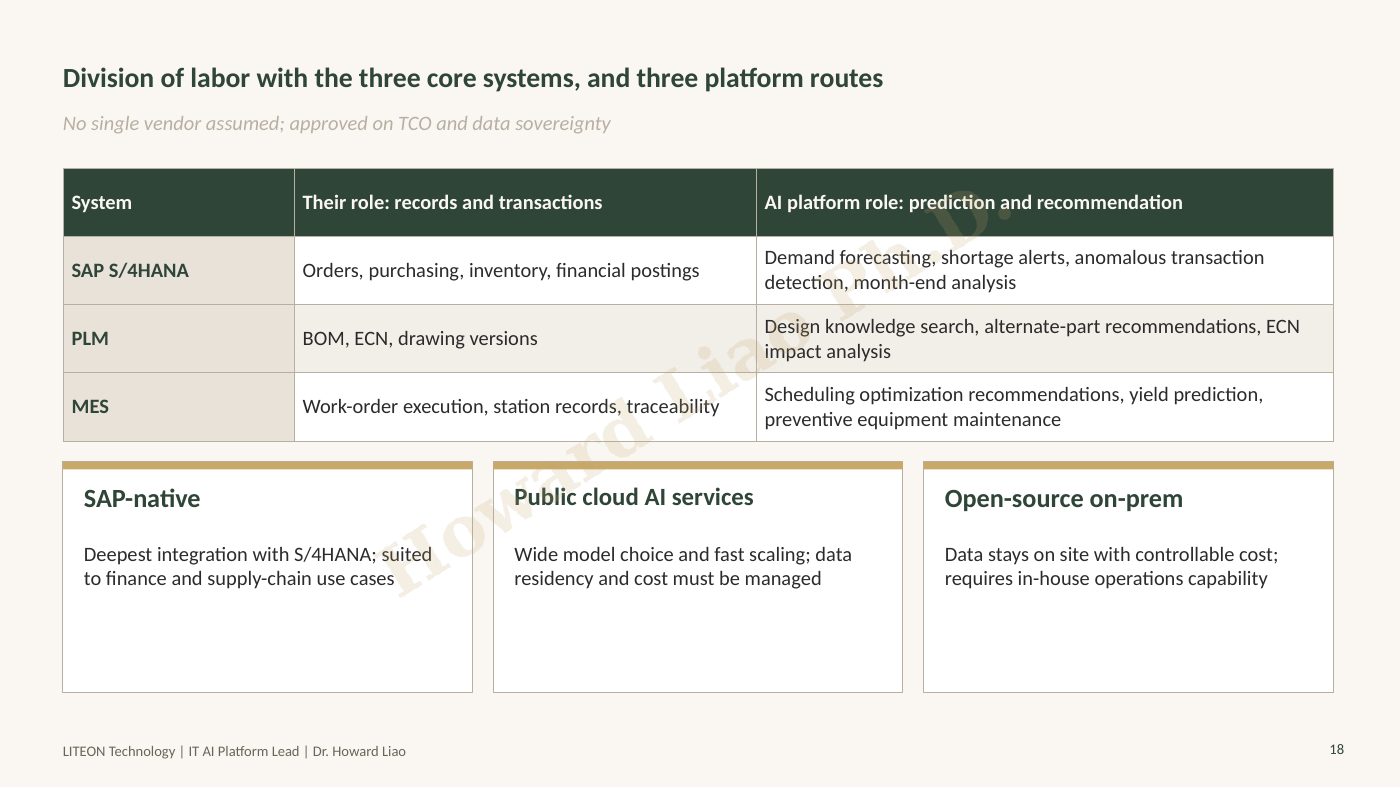 Division of labor with the three core systems, and three platform routes
No single vendor assumed; approved on TCO and data sovereignty
System
Their role: records and transactions
AI platform role: prediction and recommendation
SAP S/4HANA
Orders, purchasing, inventory, financial postings
Demand forecasting, shortage alerts, anomalous transaction
detection, month-end analysis
PLM
BOM, ECN, drawing versions
Design knowledge search, alternate-part recommendations, ECN
impact analysis
MES
Work-order execution, station records, traceability
Scheduling optimization recommendations, yield prediction,
preventive equipment maintenance
SAP-native
Deepest integration with S/4HANA; suited
to finance and supply-chain use cases
Public cloud AI services
Wide model choice and fast scaling; data
residency and cost must be managed
Open-source on-prem
Data stays on site with controllable cost;
requires in-house operations capability
Howard Liao Ph.D.
LITEON Technology | IT AI Platform Lead | Dr. Howard Liao
18